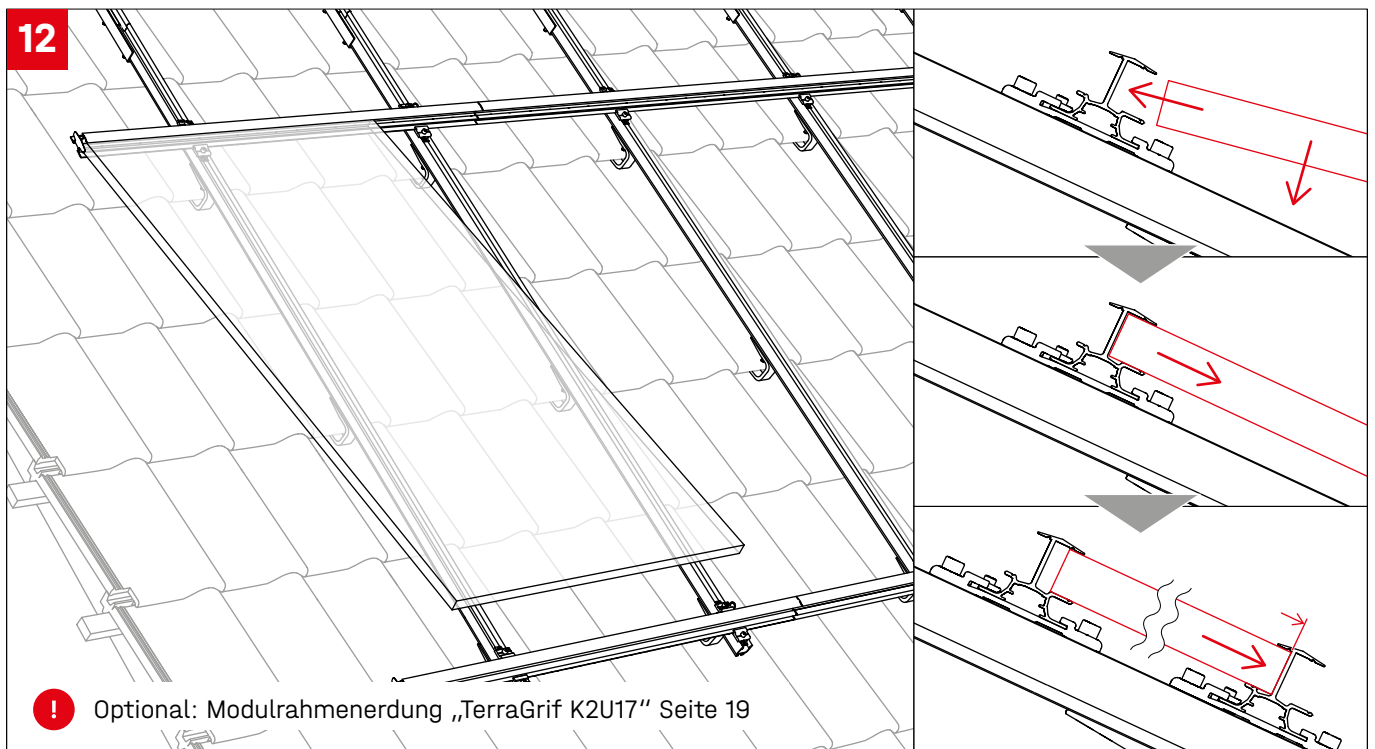 12
! Optional: Modulrahmenerdung „TerraGrif K2U17“ Seite 19